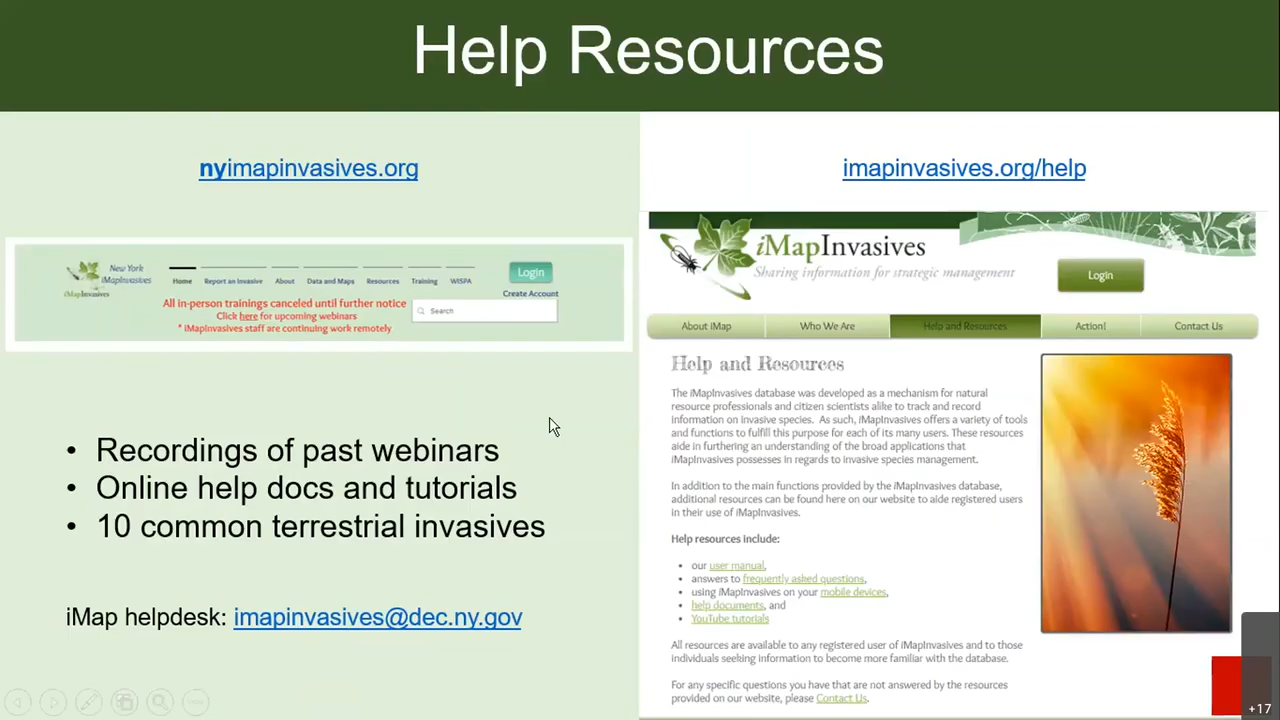 Help Resources
nyimapinvasives.org
New York
iMapInvasives
iMapInvasives
Home Report an Invasive About Data and Maps Resources Training WISPA
Login
Create Account
All in-person trainings canceled until further notice
Click here for upcoming webinars
* iMapInvasives staff are continuing work remotely
Search
• Recordings of past webinars
• Online help docs and tutorials
• 10 common terrestrial invasives
iMap helpdesk: imapinvasives@dec.ny.gov
imapinvasives.org/help
iMapInvasives
Sharing information for strategic management
Login
About iMap Who We Are Help and Resources Action! Contact Us
Help and Resources
The iMapInvasives database was developed as a mechanism for natural
resource professionals and citizen scientists alike to track and record
information on invasive species. As such, iMapInvasives offers a variety of tools
and functions to fulfill this purpose for each of its many users. These resources
aide in furthering an understanding of the broad applications that
iMapInvasives possesses in regards to invasive species management.
In addition to the main functions provided by the iMapInvasives database,
additional resources can be found here on our website to aide registered users
in their use of iMapInvasives.
Help resources include:
• our user manual,
• answers to frequently asked questions,
• using iMapInvasives on your mobile devices,
• help documents, and
• YouTube tutorials
All resources are available to any registered user of iMapInvasives and to those
individuals seeking information to become more familiar with the database.
For any specific questions you have that are not answered by the resources
provided on our website, please Contact Us.
+17